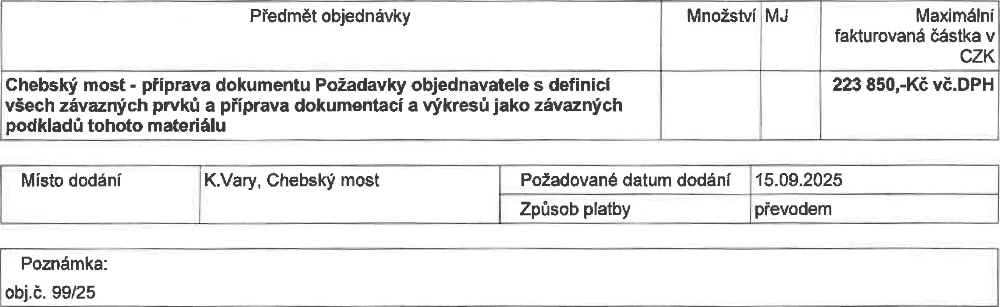 Předmět objednávky Množství MJ Maximální
fakturovaná částka v
CZK
Chebský most - příprava dokumentu Požadavky objednavatele s definicí 223 850,-Kč vč.DPH
všech závazných prvků a příprava dokumentací a výkresů jako závazných
podkladů tohoto materiálu
Místo dodání K.Vary, Chebský most Požadované datum dodání 15.09.2025
Způsob platby převodem
Poznámka:
obj.č. 99/25